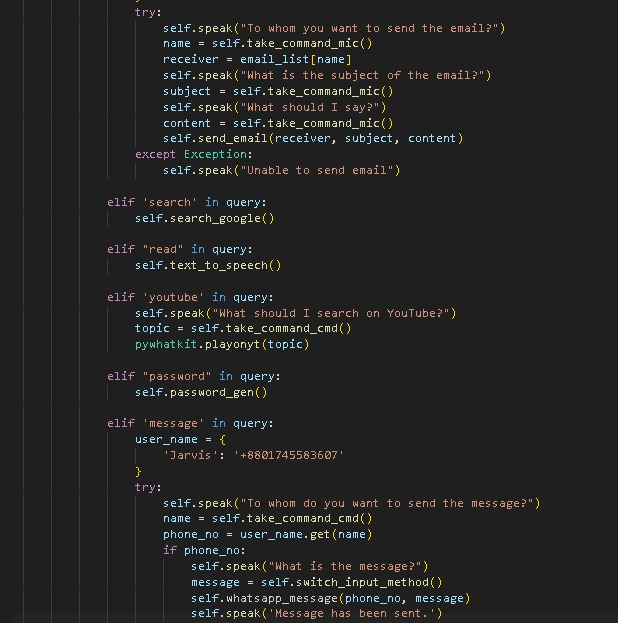 try:
self.speak("To whom you want to send the email?")
name = self.take_command_mic()
receiver = email_list[name]
self.speak("What is the subject of the email?")
subject = self.take_command_mic()
self.speak("What should I say?")
content = self.take_command_mic()
self.send_email(receiver, subject, content)
except Exception:
self.speak("Unable to send email")
elif 'search' in query:
self.search_google()
elif "read" in query:
self.text_to_speech()
elif 'youtube' in query:
self.speak("What should I search on YouTube?")
topic = self.take_command_cmd()
pywhatkit.playonyt(topic)
elif "password" in query:
self.password_gen()
elif 'message' in query:
user_name = {
'Jarvis': '+8801745583607'
}
try:
self.speak("To whom do you want to send the message?")
name = self.take_command_cmd()
phone_no = user_name.get(name)
if phone_no:
self.speak("What is the message?")
message = self.switch_input_method()
self.whatsapp_message(phone_no, message)
self.speak('Message has been sent.')